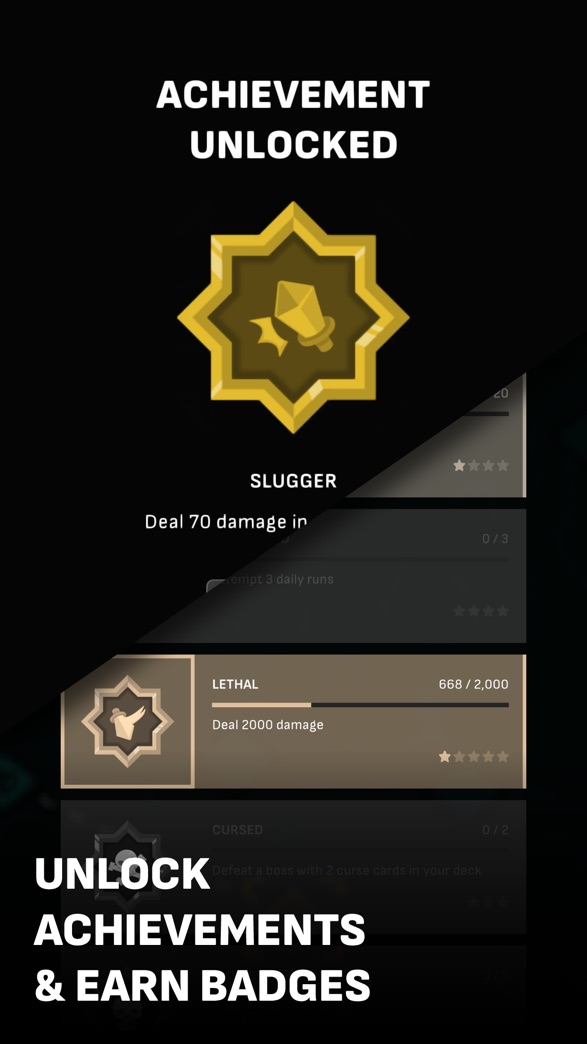 ACHIEVEMENT
UNLOCKED
SLUGGER
Deal 70 damage in
20
0 / 3
tempt 3 daily runs
LETHAL
668 / 2,000
Deal 2000 damage
CURSED
0 / 2
Defeat a boss with 2 curse cards in your deck
UNLOCK
ACHIEVEMENTS
& EARN BADGES